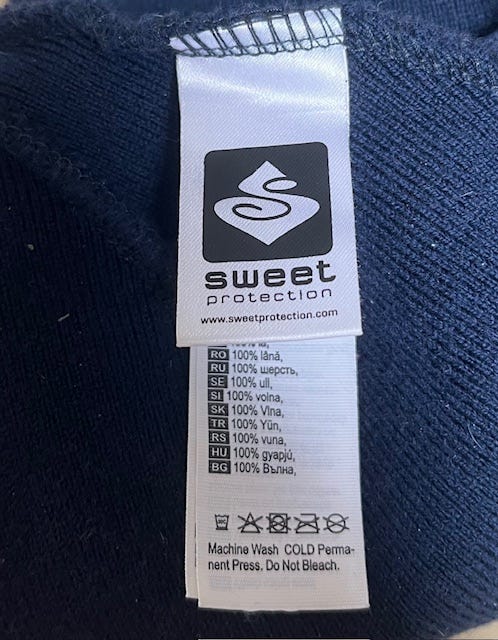 sweet
protection
www.sweetprotection.com
RO 100% lână,
RU 100% шерсть,
SE 100% ull,
SI 100% volna,
SK 100% Vlna,
TR 100% Yün,
RS 100% vuna,
HU 100% gyapjú,
BG 100% Вълна,
Machine Wash COLD Perma-
nent Press. Do Not Bleach.